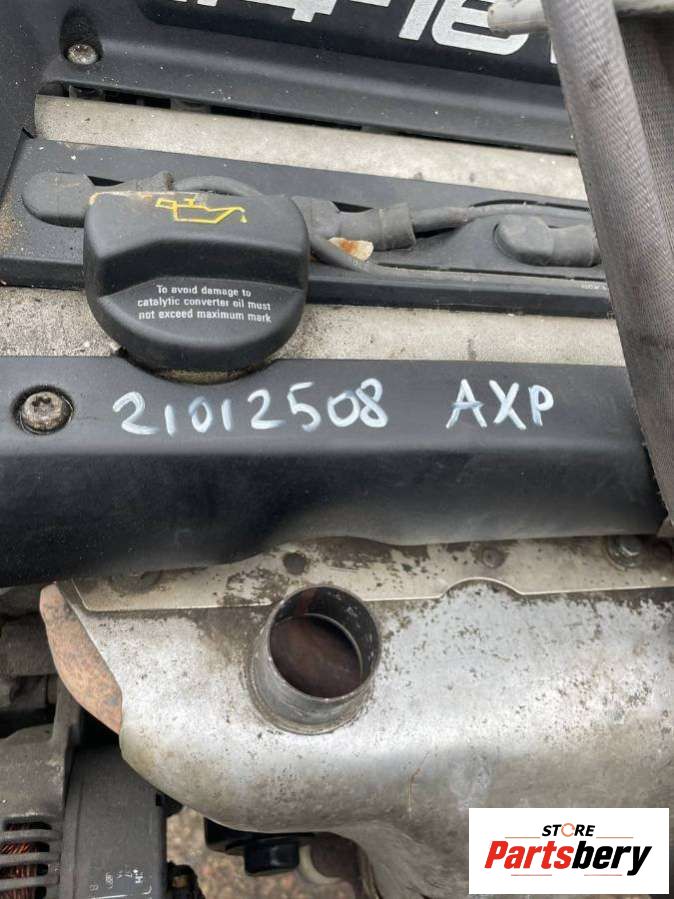 To avoid damage to
catalytic converter oil must
not exceed maximum mark
21012508 AXP
STORE
Partsbery